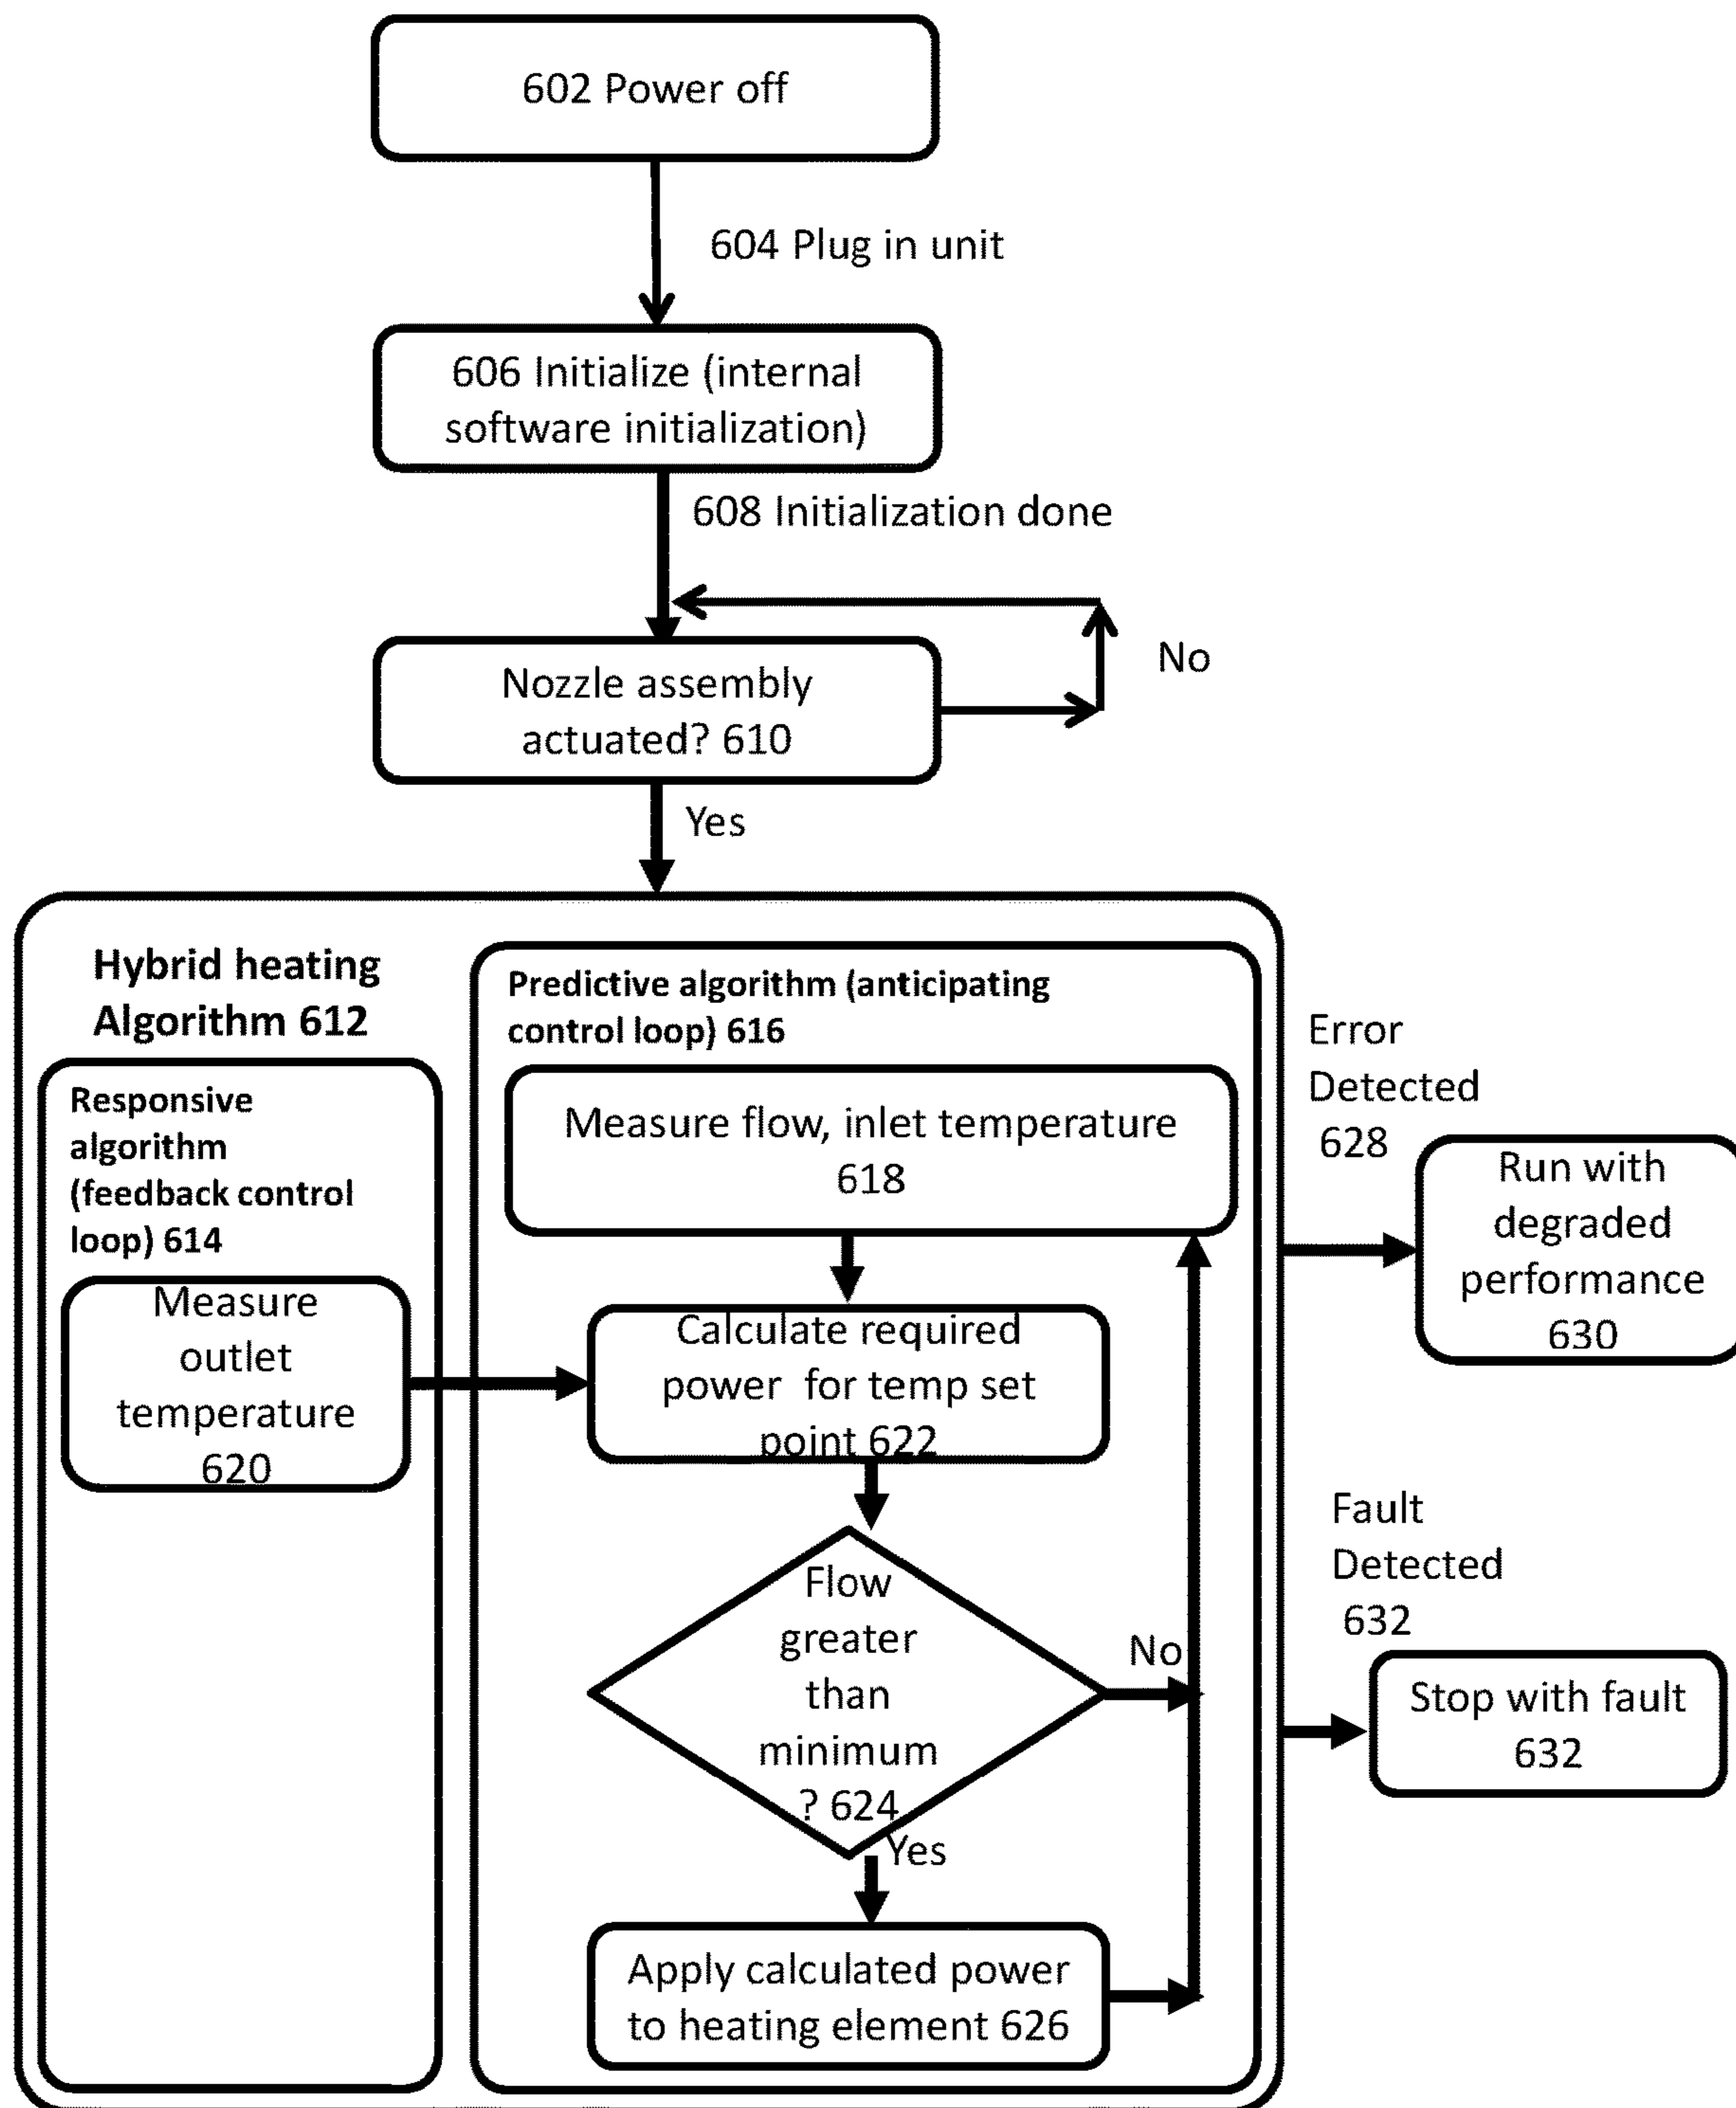 602 Power off
604 Plug in unit
606 Initialize (internal
software initialization)
608 Initialization done
No
Nozzle assembly
actuated? 610
Yes
Hybrid heating
Algorithm 612
Responsive
algorithm
(feedback control
loop) 614
Measure
outlet
temperature
620
Predictive algorithm (anticipating
control loop) 616
Measure flow, inlet temperature
618
Calculate required
power  for temp set
point 622
Flow
greater
than
minimum
? 624
No
Yes
Apply calculated power
to heating element 626
Error
Detected
628
Run with
degraded
performance
630
Fault
Detected
632
Stop with fault
632